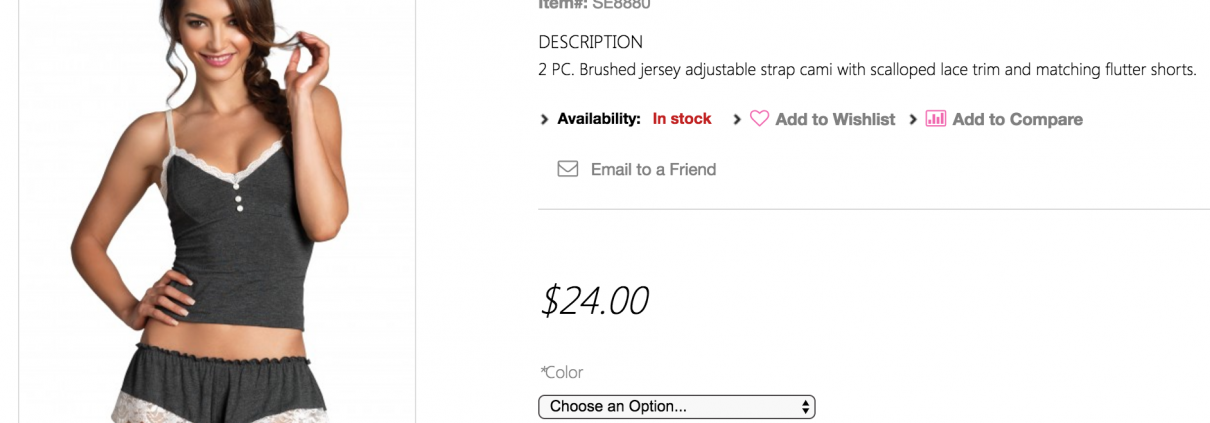 Item#: SE8880
DESCRIPTION
2 PC. Brushed jersey adjustable strap cami with scalloped lace trim and matching flutter shorts.
Availability: In stock Add to Wishlist Add to Compare
Email to a Friend
$24.00
*Color
Choose an Option...